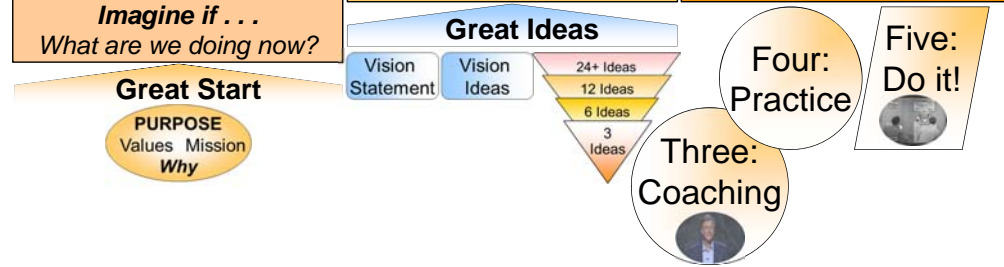 Imagine if . . .
What are we doing now?
Great Start
PURPOSE
Values Mission
Why
Great Ideas
Vision
Statement
Vision
Ideas
24+ Ideas
12 Ideas
6 Ideas
3
Ideas
Three:
Coaching
Four:
Practice
Five:
Do it!